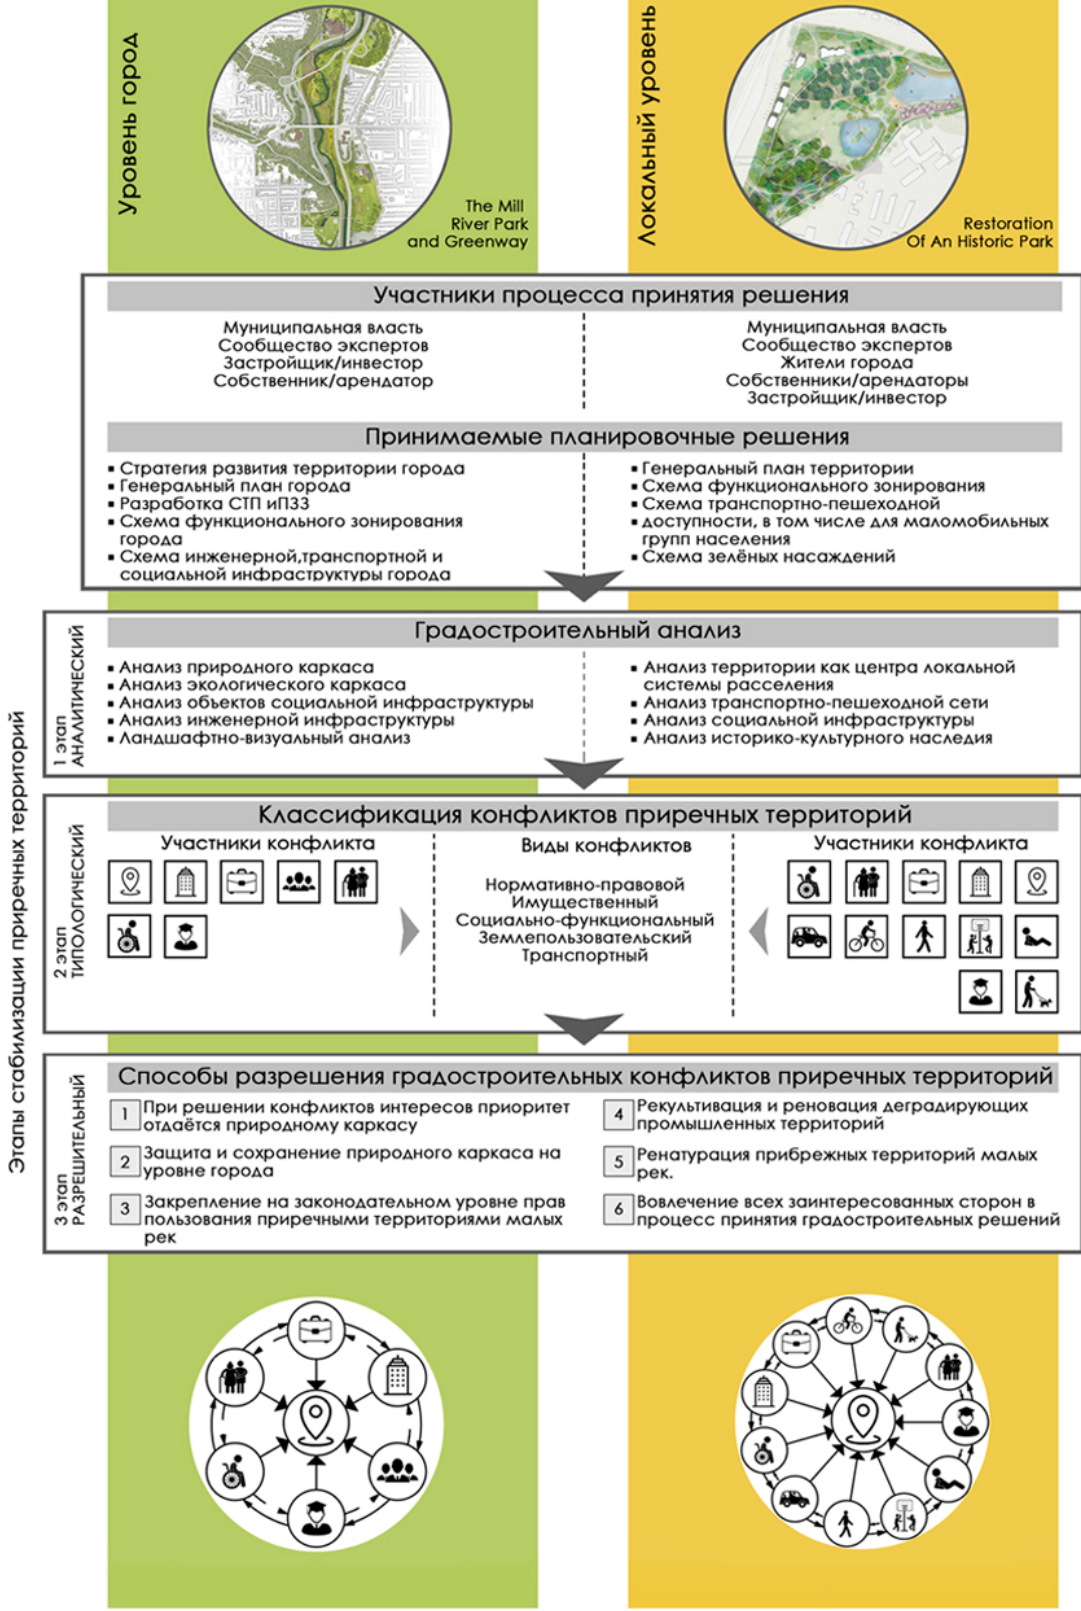 Уровень город
The Mill
River Park
and Greenway
Локальный уровень
Restoration
Of An Historic Park
Участники процесса принятия решения
Муниципальная власть
Сообщество экспертов
Застройщик/инвестор
Собственник/арендатор
Муниципальная власть
Сообщество экспертов
Жители города
Собственники/арендаторы
Застройщик/инвестор
Принимаемые планировочные решения
▪ Стратегия развития территории города
▪ Генеральный план города
▪ Разработка СТП иПЗЗ
▪ Схема функционального зонирования
города
▪ Схема инженерной,транспортной и
социальной инфраструктуры города
▪ Генеральный план территории
▪ Схема функционального зонирования
▪ Схема транспортно-пешеходной
▪ доступности, в том числе для маломобильных
групп населения
▪ Схема зелёных насаждений
Этапы стабилизации приречных территорий
1 этап
АНАЛИТИЧЕСКИЙ
Градостроительный анализ
▪ Анализ природного каркаса
▪ Анализ экологического каркаса
▪ Анализ объектов социальной инфраструктуры
▪ Анализ инженерной инфраструктуры
▪ Ландшафтно-визуальный анализ
▪ Анализ территории как центра локальной
системы расселения
▪ Анализ транспортно-пешеходной сети
▪ Анализ социальной инфраструктуры
▪ Анализ историко-культурного наследия
2 этап
ТИПОЛОГИЧЕСКИЙ
Классификация конфликтов приречных территорий
Участники конфликта
Виды конфликтов
Нормативно-правовой
Имущественный
Социально-функциональный
Землепользовательский
Транспортный
Участники конфликта
3 этап
РАЗРЕШИТЕЛЬНЫЙ
Способы разрешения градостроительных конфликтов приречных территорий
1 При решении конфликтов интересов приоритет
отдаётся природному каркасу
2 Защита и сохранение природного каркаса на
уровне города
3 Закрепление на законодательном уровне прав
пользования приречными территориями малых
рек
4 Рекультивация и реновация деградирующих
промышленных территорий
5 Ренатурация прибрежных территорий малых
рек.
6 Вовлечение всех заинтересованных сторон в
процесс принятия градостроительных решений